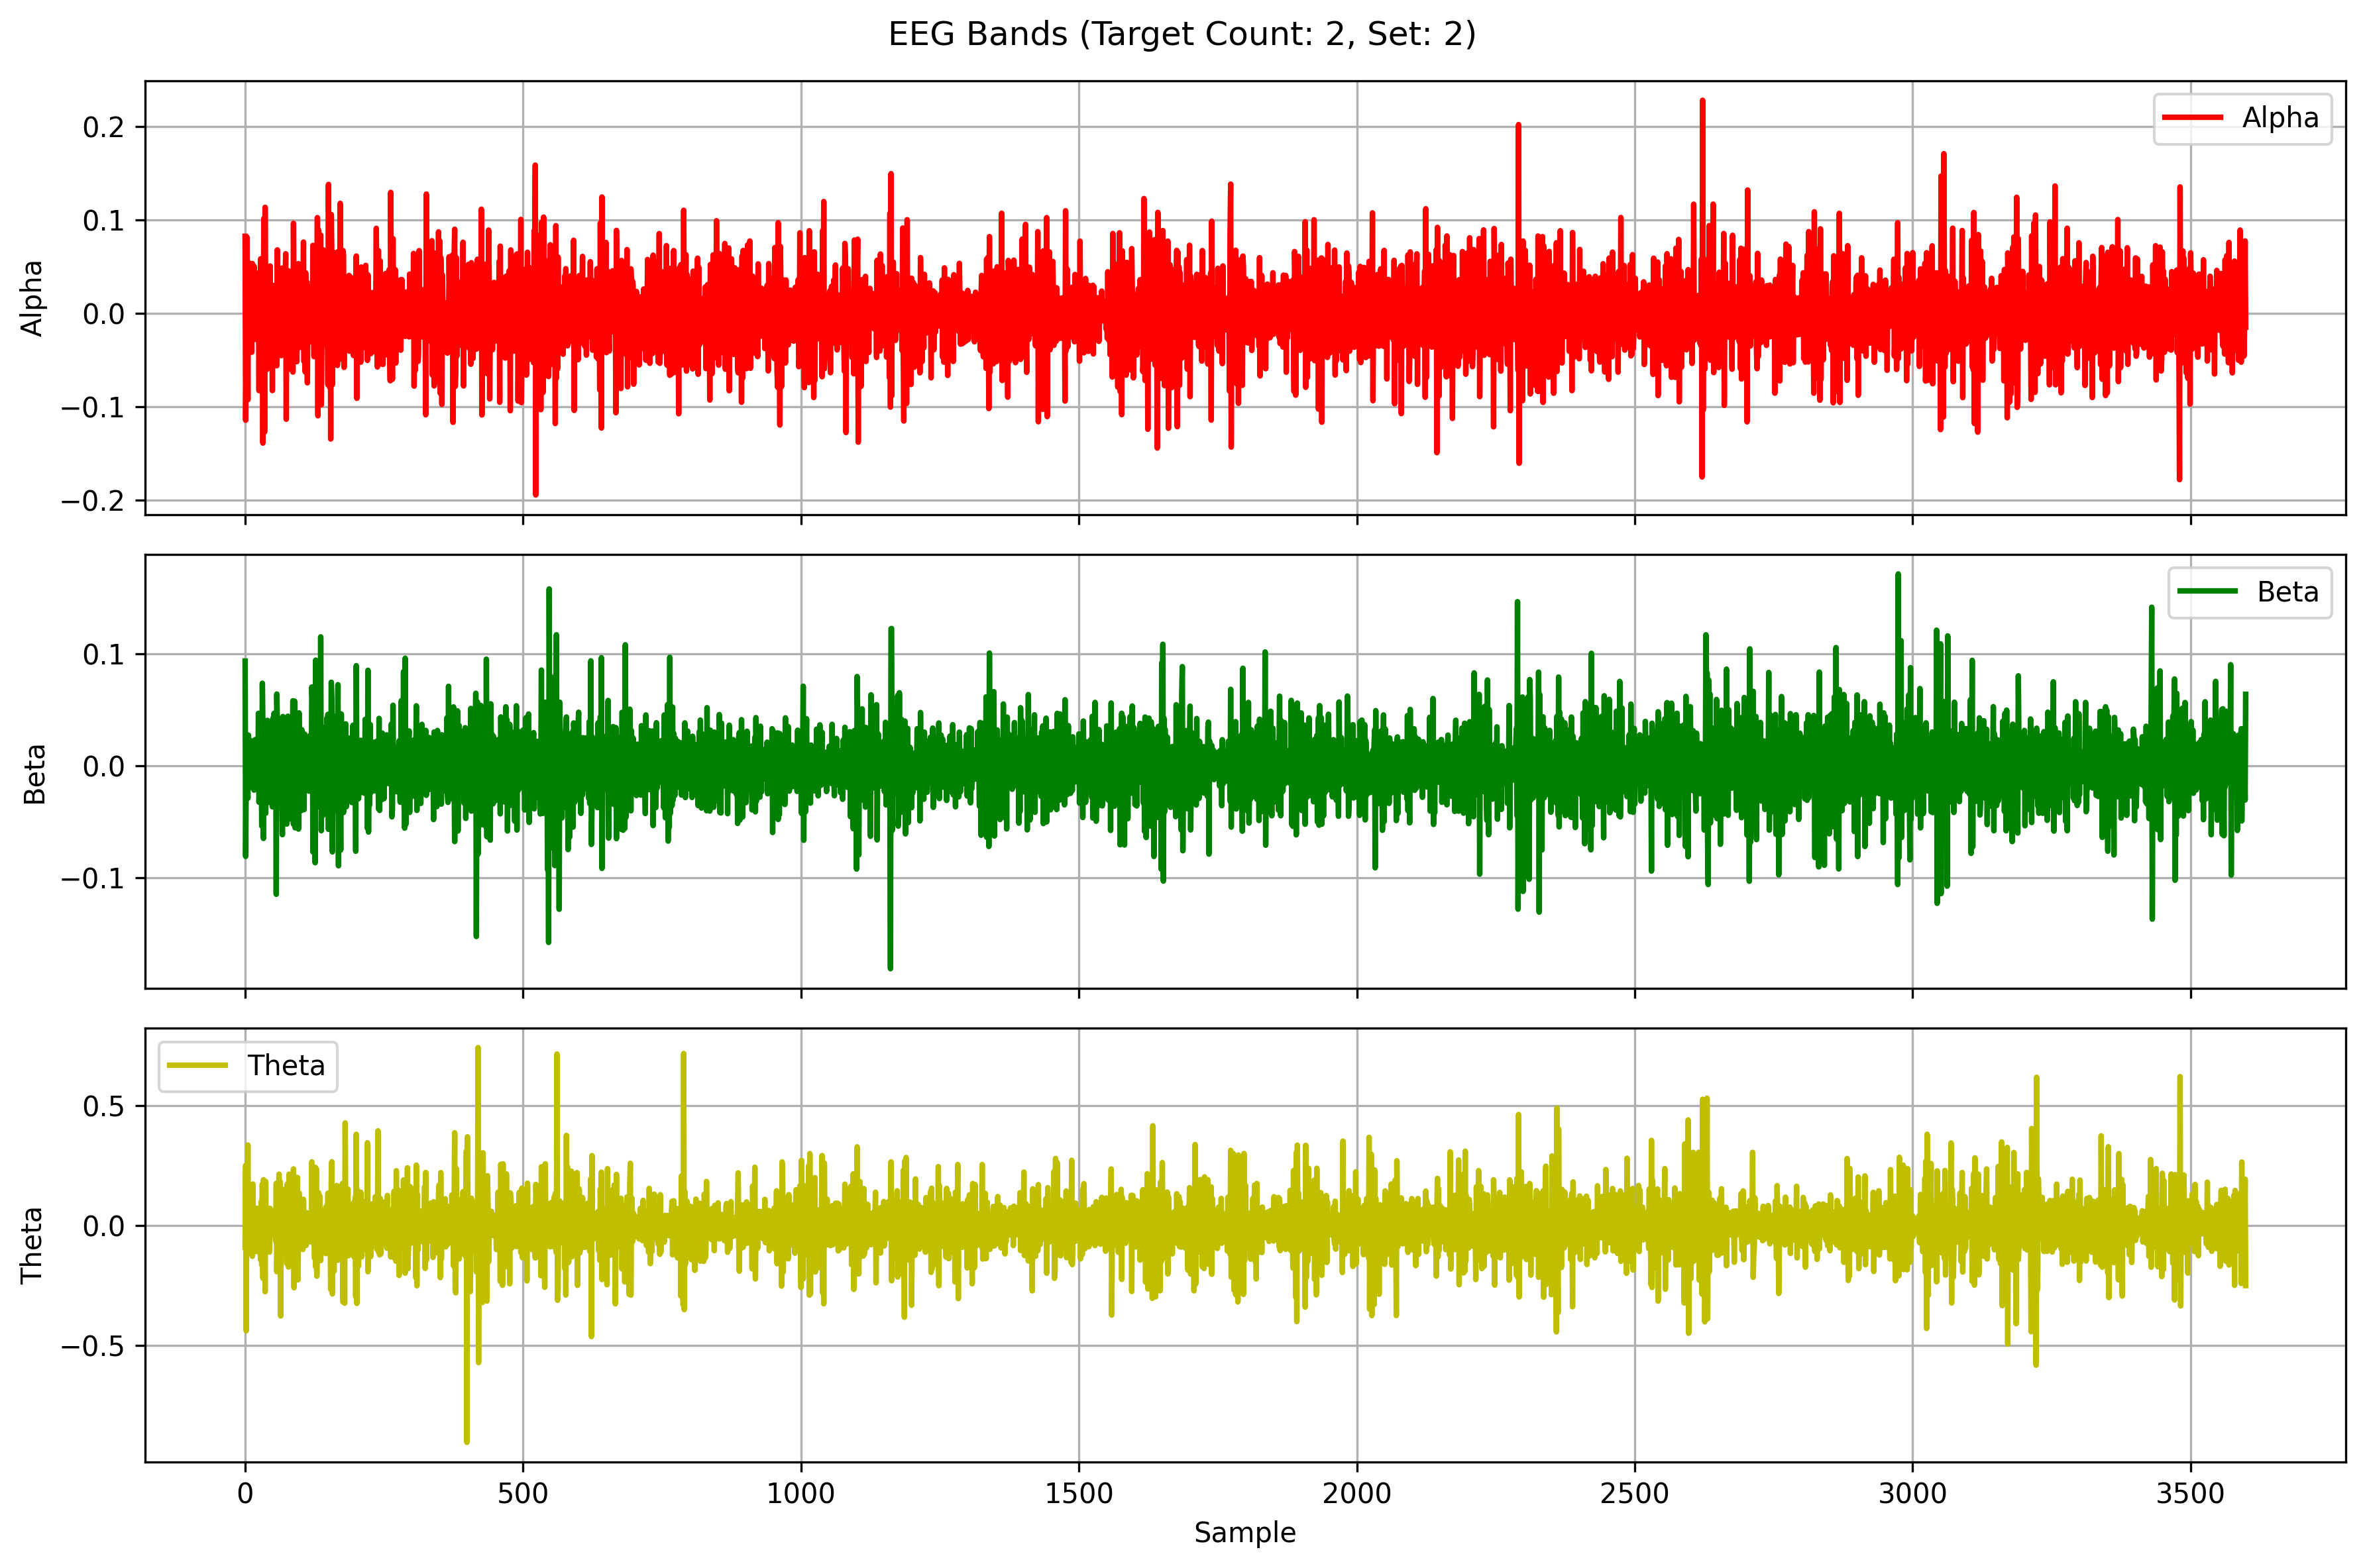 EEG Bands (Target Count: 2, Set: 2)
Alpha
0.2
0.1
0.0
−0.1
−0.2
Alpha
Beta
0.1
0.0
−0.1
Beta
Theta
0.5
0.0
−0.5
Theta
0 500 1000 1500 2000 2500 3000 3500
Sample